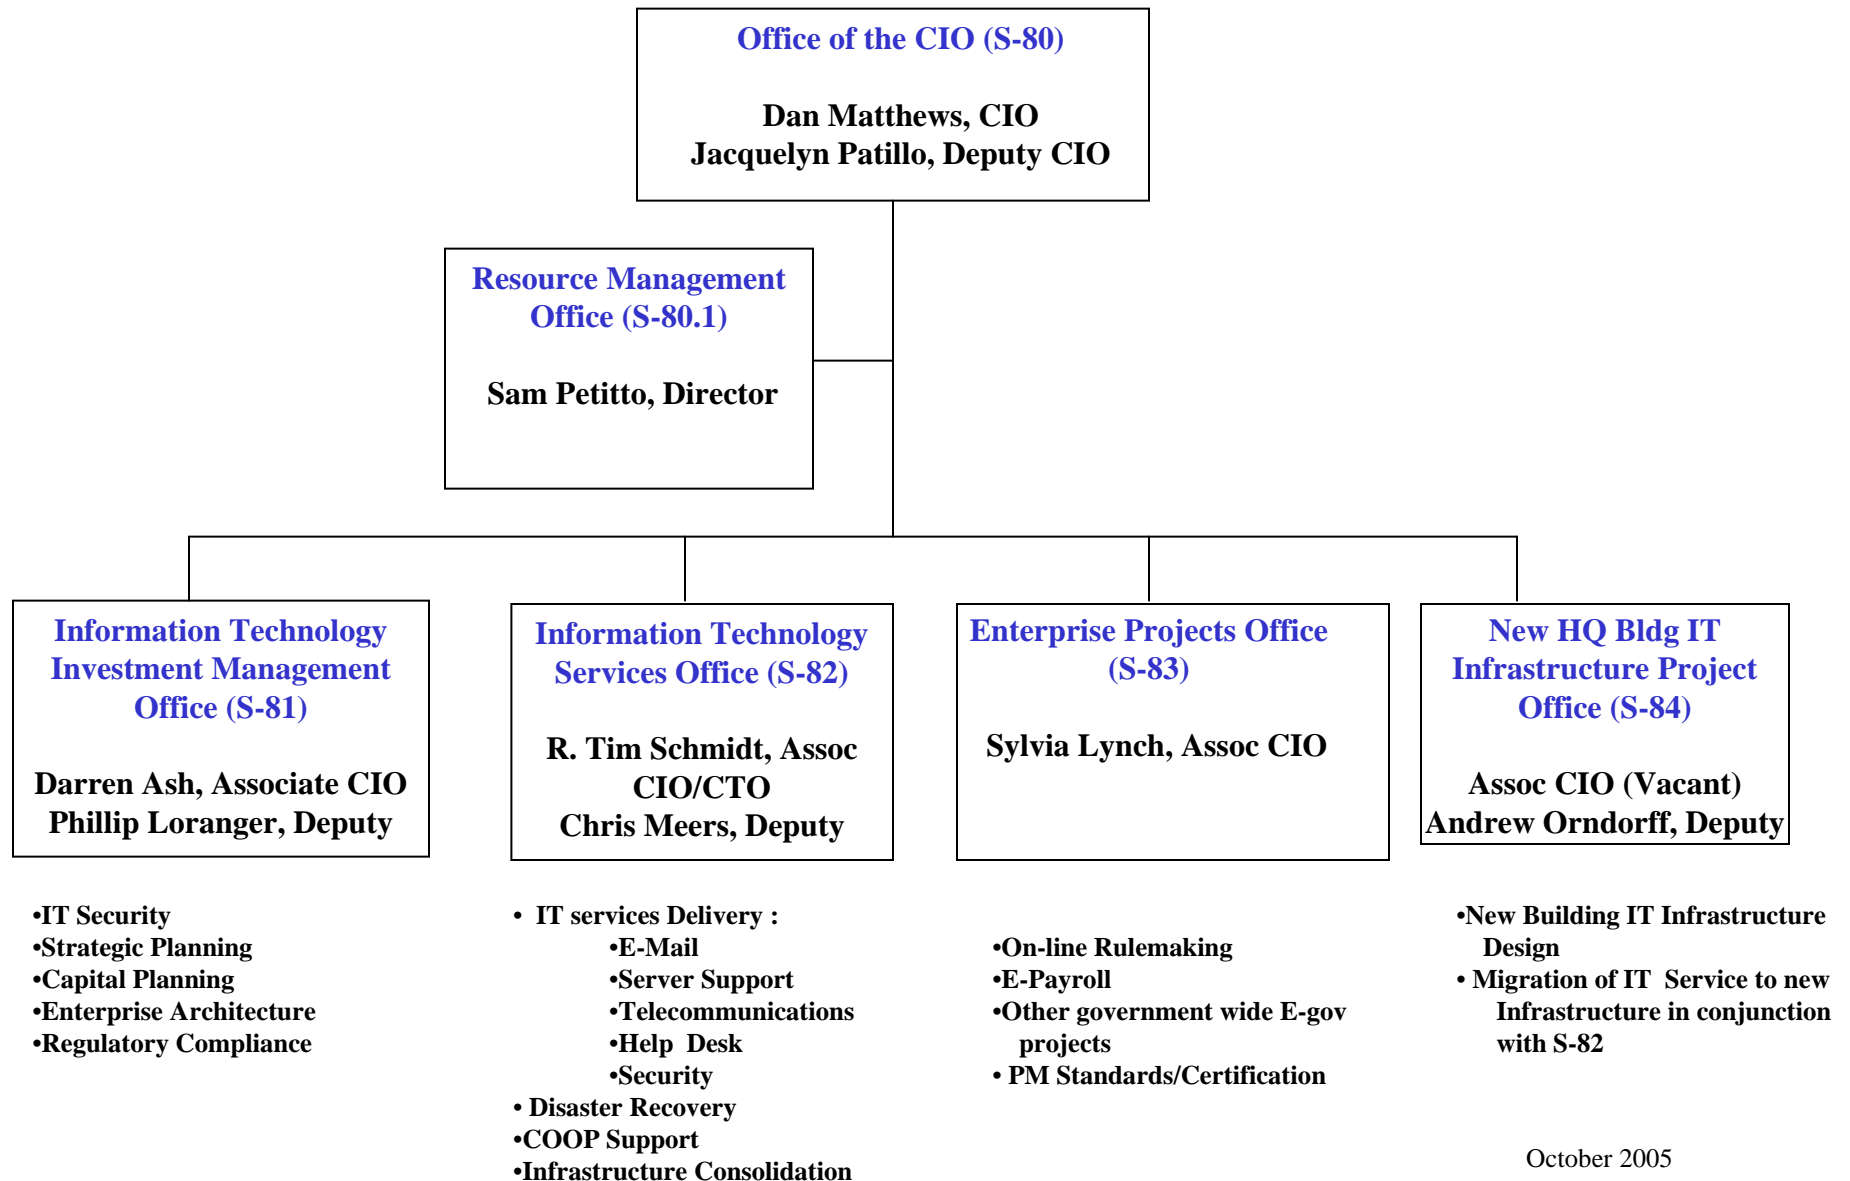 Office of the CIO (S-80)
Dan Matthews, CIO
Jacquelyn Patillo, Deputy CIO
Resource Management
Office (S-80.1)
Sam Petitto, Director
Information Technology
Investment Management
Office (S-81)
Darren Ash, Associate CIO
Phillip Loranger, Deputy
Information Technology
Services Office (S-82)
R. Tim Schmidt, Assoc
CIO/CTO
Chris Meers, Deputy
Enterprise Projects Office
(S-83)
Sylvia Lynch, Assoc CIO
New HQ Bldg IT
Infrastructure Project
Office (S-84)
Assoc CIO (Vacant)
Andrew Orndorff, Deputy
•IT Security
•Strategic Planning
•Capital Planning
•Enterprise Architecture
•Regulatory Compliance
• IT services Delivery :
•E-Mail
•Server Support
•Telecommunications
•Help Desk
•Security
• Disaster Recovery
•COOP Support
•Infrastructure Consolidation
•On-line Rulemaking
•E-Payroll
•Other government wide E-gov
projects
• PM Standards/Certification
•New Building IT Infrastructure
Design
• Migration of IT Service to new
Infrastructure in conjunction
with S-82
October 2005